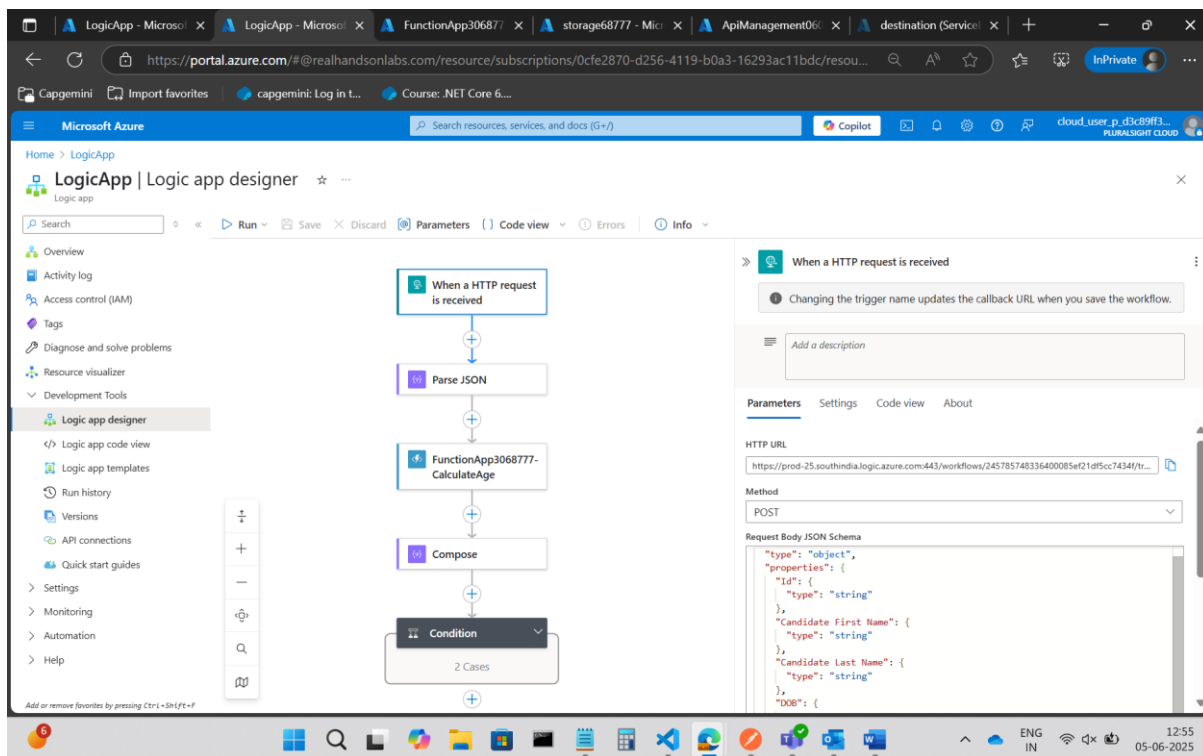 LogicApp - Microsof
LogicApp - Microsof
FunctionApp306877
storage68777 - Micr
ApiManagement060
destination (Service
https://portal.azure.com/#@realhandsonlabs.com/resource/subscriptions/0cfe2870-d256-4119-b0a3-16293ac11bdc/resou...
InPrivate
Capgemini
Import favorites
capgemini: Log in t...
Course: .NET Core 6....
Microsoft Azure
Search resources, services, and docs (G+/)
Copilot
cloud_user_p_d3c89ff3...
PLURALSIGHT CLOUD
Home > LogicApp
LogicApp | Logic app designer
Logic app
Search
Run
Save
Discard
Parameters
Code view
Errors
Info
Overview
Activity log
Access control (IAM)
Tags
Diagnose and solve problems
Resource visualizer
Development Tools
Logic app designer
Logic app code view
Logic app templates
Run history
Versions
API connections
Quick start guides
Settings
Monitoring
Automation
Help
Add or remove favorites by pressing Ctrl+Shift+F
When a HTTP request
is received
Parse JSON
FunctionApp3068777-
CalculateAge
Compose
Condition
2 Cases
When a HTTP request is received
Changing the trigger name updates the callback URL when you save the workflow.
Add a description
Parameters
Settings
Code view
About
HTTP URL
https://prod-25.southindia.logic.azure.com:443/workflows/245785748336400085ef21df5cc7434f/tr...
Method
POST
Request Body JSON Schema
"type": "object",
"properties": {
"Id": {
"type": "string"
},
"Candidate First Name": {
"type": "string"
},
"Candidate Last Name": {
"type": "string"
},
"DOB": {
6
ENG
IN
12:55
05-06-2025